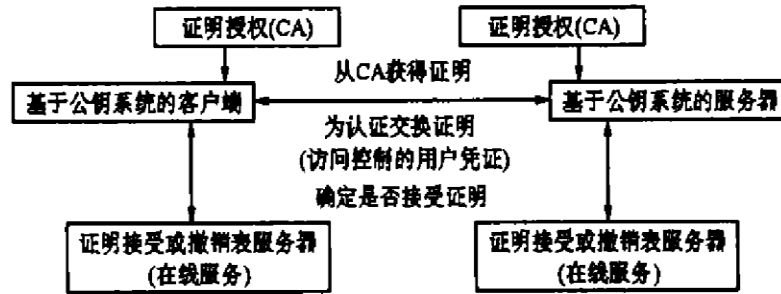 证明授权(CA)
证明授权(CA)
从CA获得证明
基于公钥系统的客户端
基于公钥系统的服务器
为认证交换证明
(访问控制的用户凭证)
确定是否接受证明
证明接受或撤销表服务器
(在线服务)
证明接受或撤销表服务器
(在线服务)